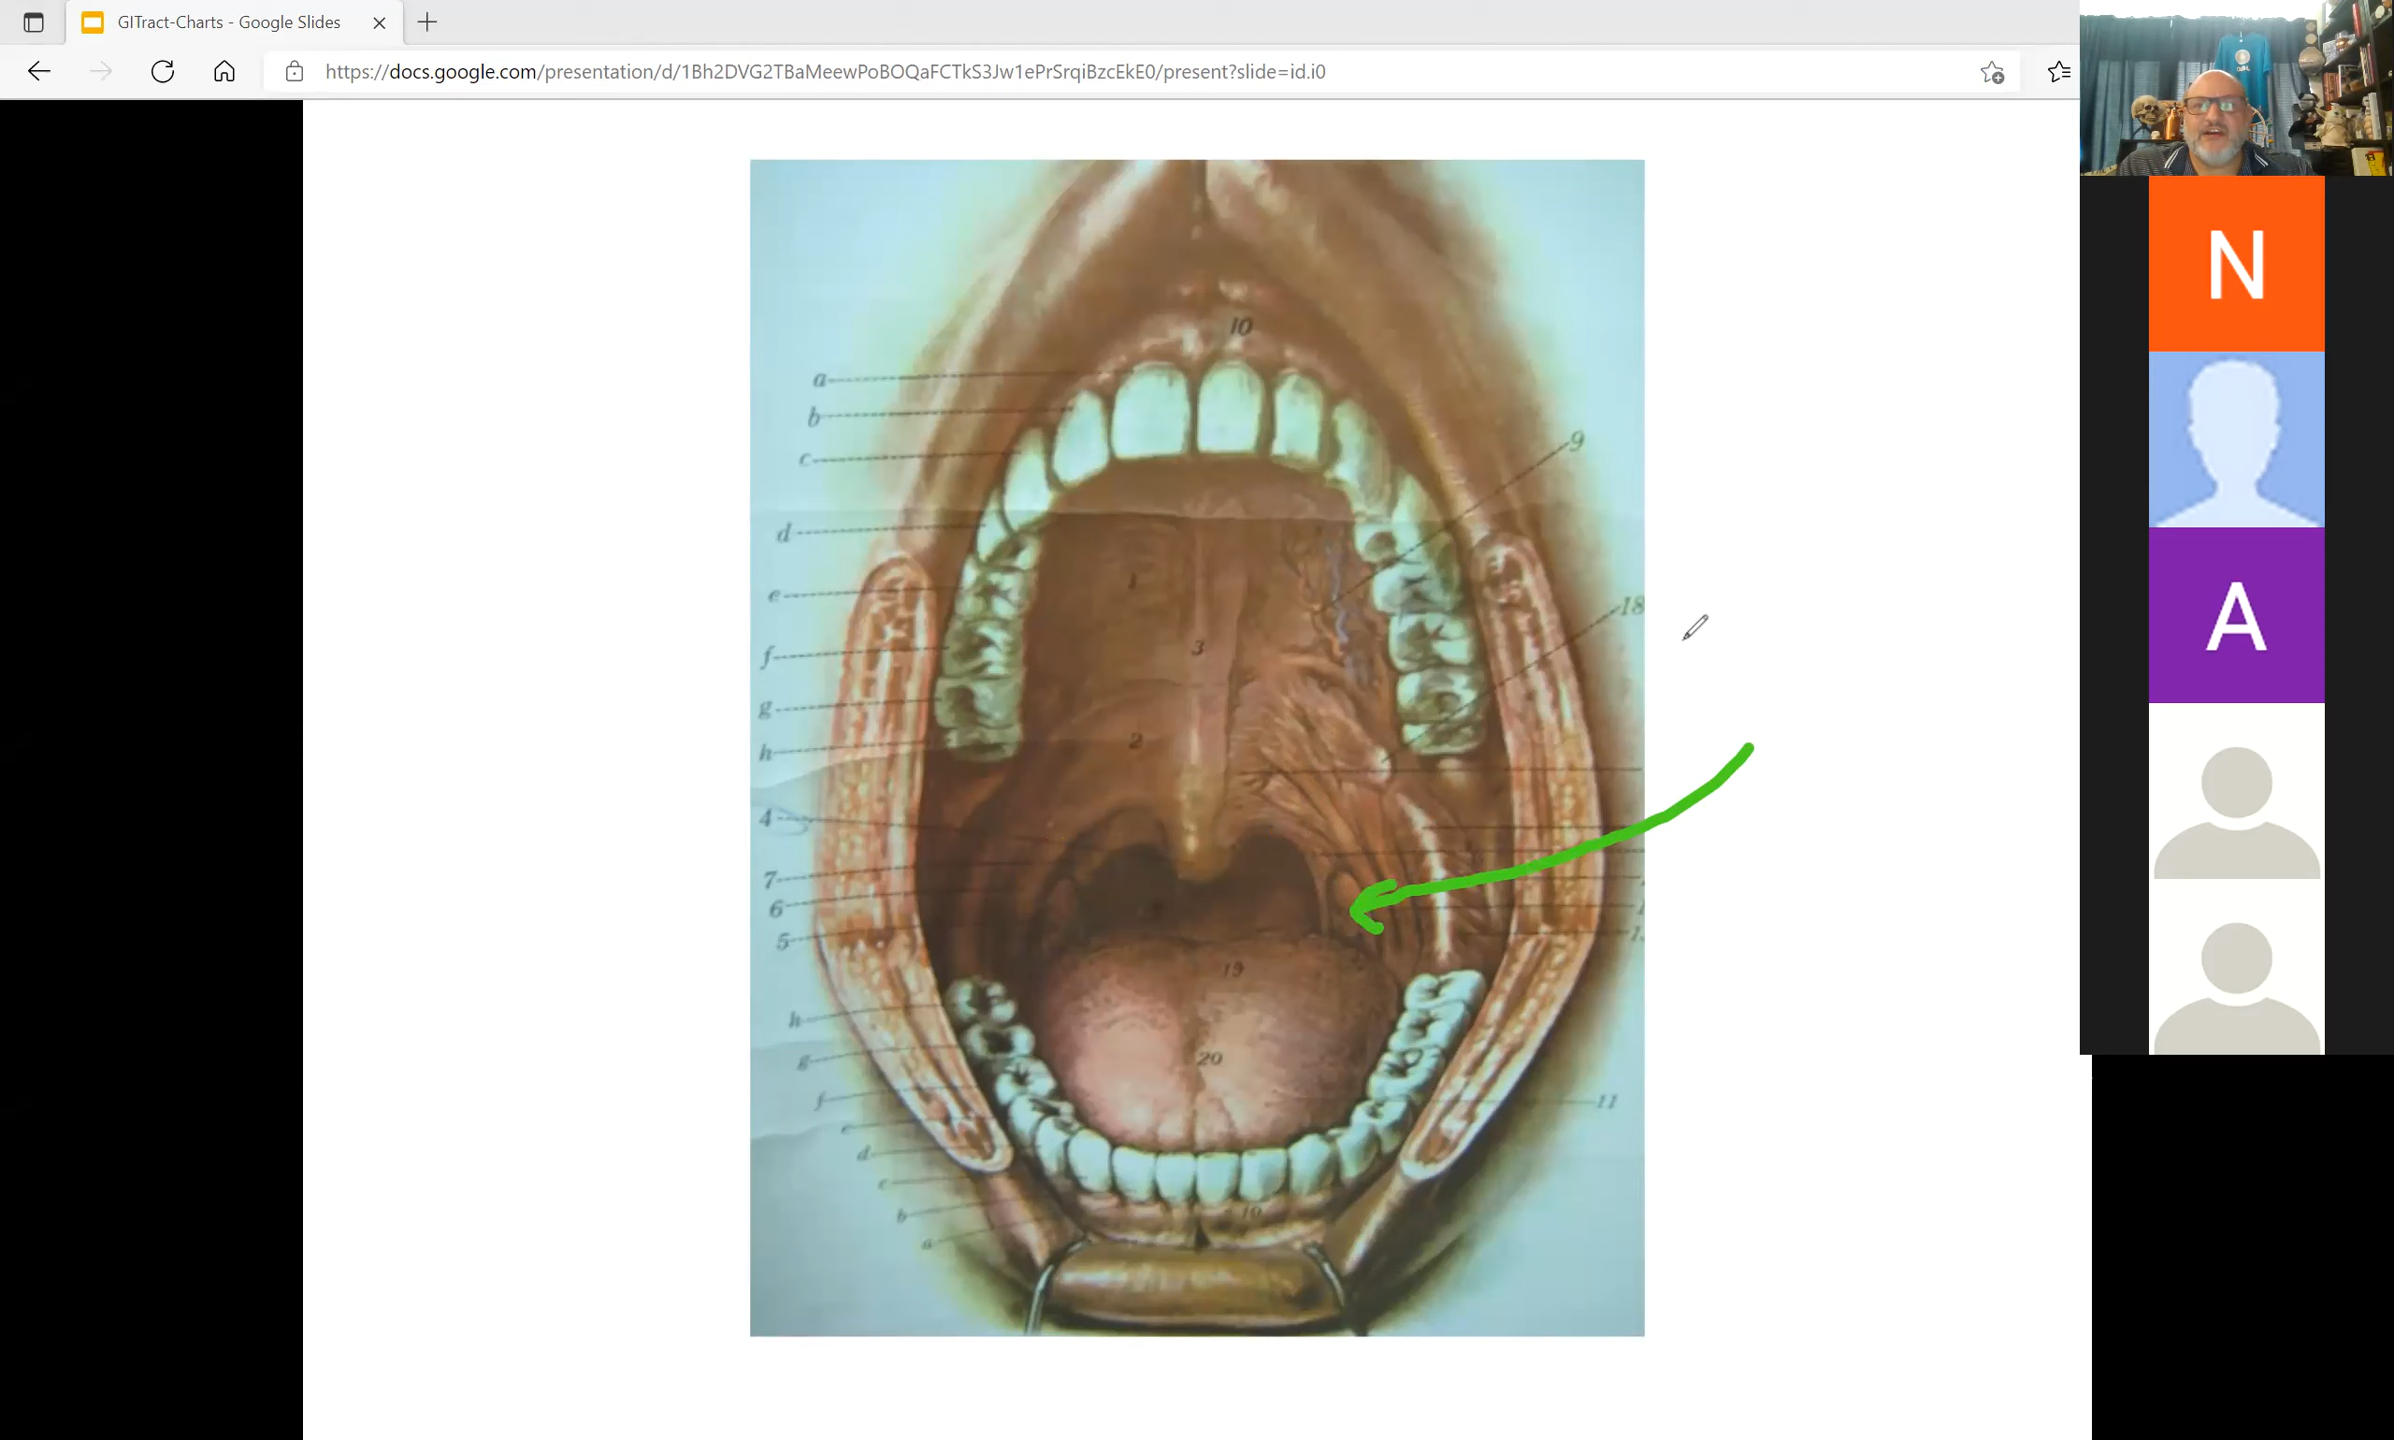 GITract-Charts - Google Slides
https://docs.google.com/presentation/d/1Bh2DVG2TBaMeewPoBOQaFCTkS3Jw1ePrSrqiBzcEkE0/present?slide=id.i0
N
A
10
a
b
c
9
d
1
e
18
f
3
g
2
h
4
7
6
5
19
h
g
20
f
11
e
d
c
b
10
a